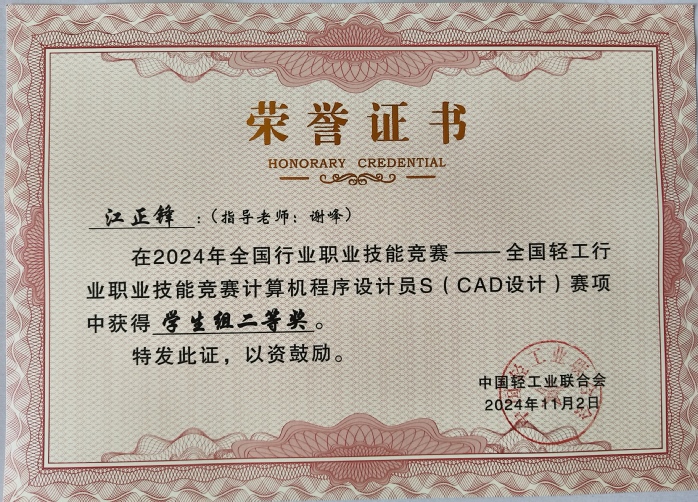 荣誉证书
HONORARY CREDENTIAL
江正锋 ：（指导老师：谢峰）
在2024年全国行业职业技能竞赛——全国轻工行
业职业技能竞赛计算机程序设计员S（CAD设计）赛项
中获得 学生组二等奖 。
特发此证，以资鼓励。
中国轻工业联合会
2024年11月2日